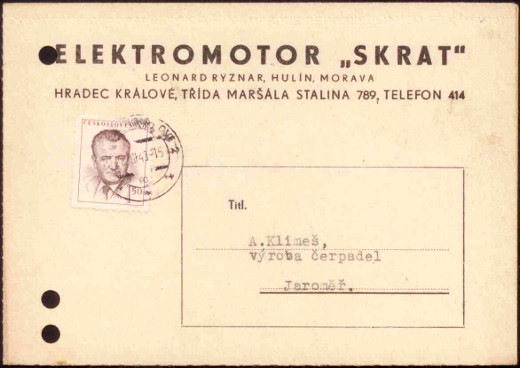 ELEKTROMOTOR „SKRAT“
LEONARD RYZNAR, HULÍN, MORAVA
HRADEC KRÁLOVÉ, TŘÍDA MARŠÁLA STALINA 789, TELEFON 414
50
Titl.
A.Klimeš,
výroba čerpadel
Jaroměř.